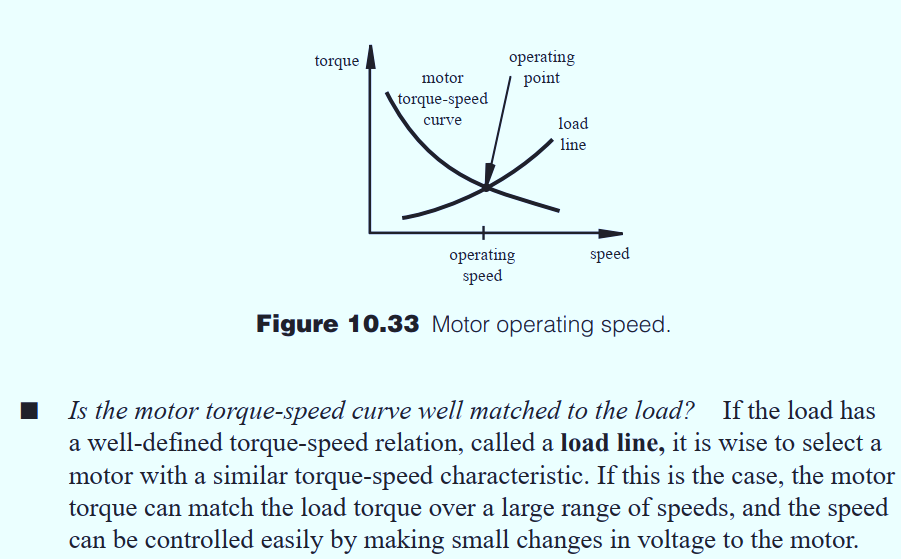 torque
motor
torque-speed
curve
operating
point
load
line
operating
speed
speed
Figure 10.33 Motor operating speed.
■ Is the motor torque-speed curve well matched to the load? If the load has
a well-defined torque-speed relation, called a load line, it is wise to select a
motor with a similar torque-speed characteristic. If this is the case, the motor
torque can match the load torque over a large range of speeds, and the speed
can be controlled easily by making small changes in voltage to the motor.